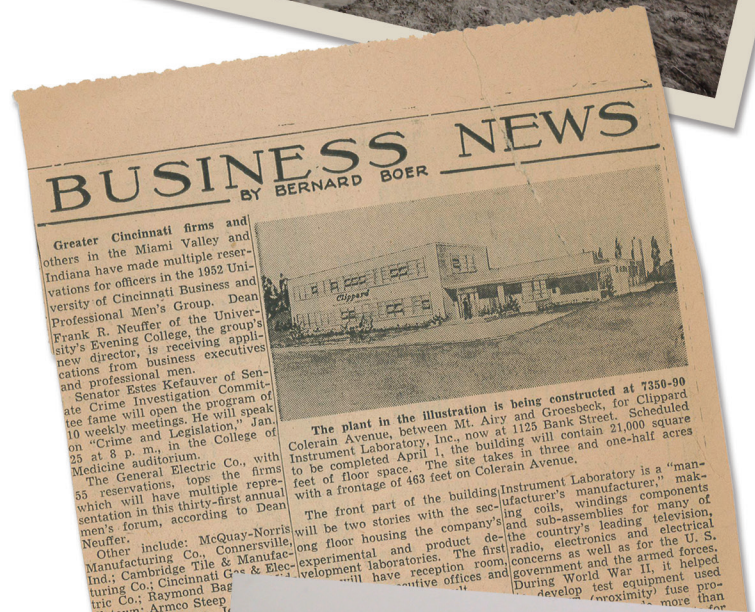 BUSINESS NEWS
BY BERNARD BOER
Greater Cincinnati firms and
others in the Miami Valley and
Indiana have made multiple reser-
vations for officers in the 1952 Uni-
versity of Cincinnati Business and
Professional Men's Group. Dean
Frank R. Neuffer of the Univer-
sity's Evening College, the group's
new director, is receiving appli-
cations from business executives
and professional men.
Senator Estes Kefauver of Sen-
ate Crime Investigation Commit-
tee fame will open the program of
10 weekly meetings. He will speak
on "Crime and Legislation," Jan.
25 at 8 p. m., in the College of
Medicine auditorium.
The General Electric Co., with
55 reservations, tops the firms
which will have multiple repre-
sentation in this thirty-first annual
men's forum, according to Dean
Neuffer.
Other include: McQuay-Norris
Manufacturing Co., Connersville,
Ind.; Cambridge Tile & Manufac-
turing Co.; Cincinnati Gas & Elec-
tric Co.; Raymond Bag
Armco Steep
Clippard
The plant in the illustration is being constructed at 7350-90
Colerain Avenue, between Mt. Airy and Groesbeck, for Clippard
Instrument Laboratory, Inc., now at 1125 Bank Street. Scheduled
to be completed April 1, the building will contain 21,000 square
feet of floor space. The site takes in three and one-half acres
with a frontage of 463 feet on Colerain Avenue.
The front part of the building
will be two stories with the sec-
ong floor housing the company's
experimental and product de-
velopment laboratories. The first
will have reception room,
offices and
Instrument Laboratory is a "man-
ufacturer's manufacturer," mak-
ing coils, windings components
and sub-assemblies for many of
the country's leading television,
radio, electronics and electrical
concerns as well as for the U. S.
government and the armed forces.
During World War II, it helped
develop test equipment used
(proximity) fuse pro-
more than
for